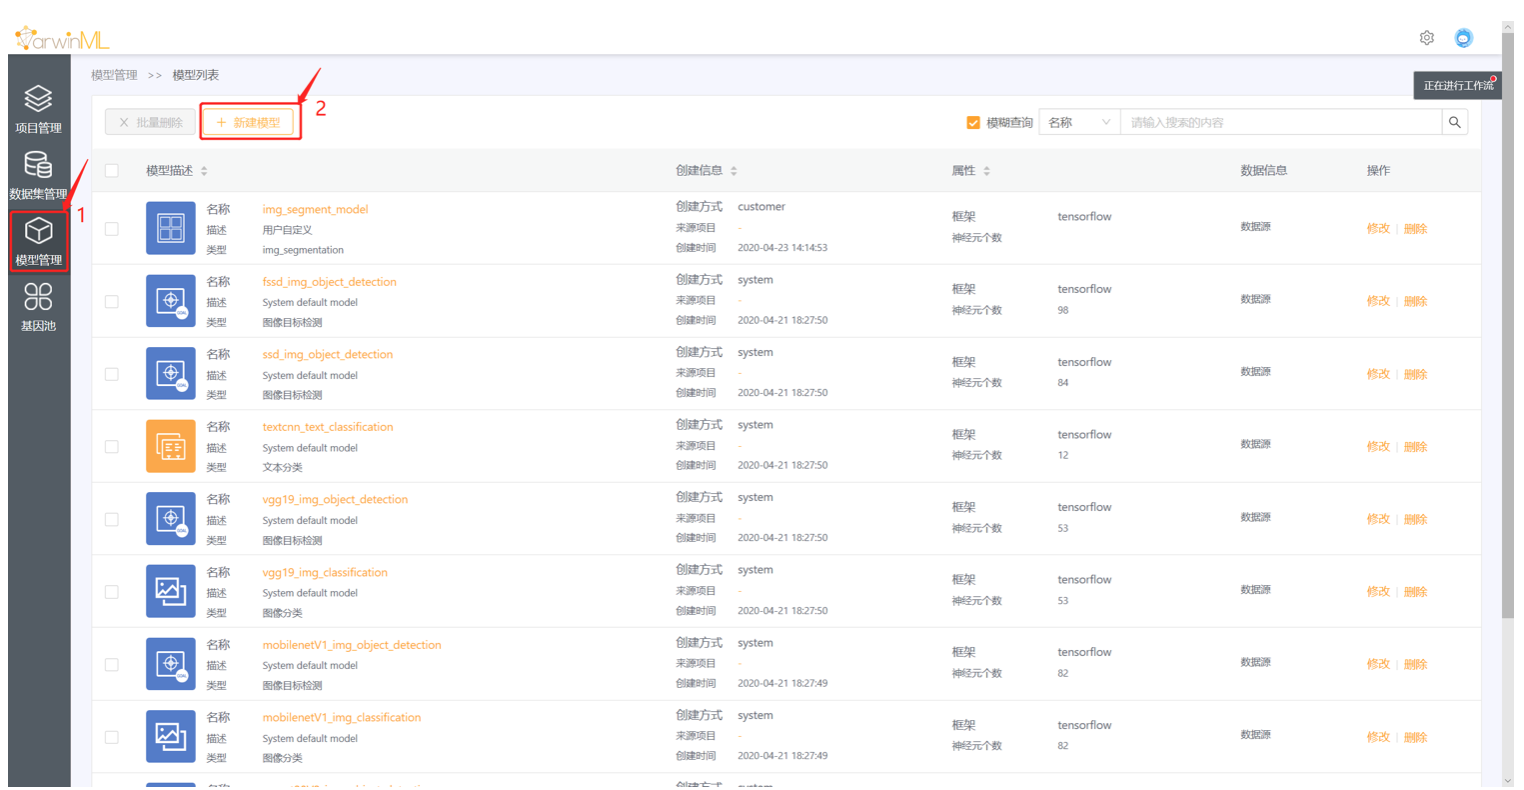 DarwinML
模型管理 >> 模型列表
正在进行工作流
项目管理
数据集管理
模型管理
基因池
1
2
批量删除
+ 新建模型
模糊查询 名称 请输入搜索的内容
模型描述 创建信息 属性 数据信息 操作
名称 img_segment_model 创建方式 customer
描述 用户自定义 来源项目 -
类型 img_segmentation 创建时间 2020-04-23 14:14:53
框架 tensorflow
神经元个数
数据源 修改 | 删除
名称 fssd_img_object_detection 创建方式 system
描述 System default model 来源项目 -
类型 图像目标检测 创建时间 2020-04-21 18:27:50
框架 tensorflow
神经元个数 98
数据源 修改 | 删除
名称 ssd_img_object_detection 创建方式 system
描述 System default model 来源项目 -
类型 图像目标检测 创建时间 2020-04-21 18:27:50
框架 tensorflow
神经元个数 84
数据源 修改 | 删除
名称 textcnn_text_classification 创建方式 system
描述 System default model 来源项目 -
类型 文本分类 创建时间 2020-04-21 18:27:50
框架 tensorflow
神经元个数 12
数据源 修改 | 删除
名称 vgg19_img_object_detection 创建方式 system
描述 System default model 来源项目 -
类型 图像目标检测 创建时间 2020-04-21 18:27:50
框架 tensorflow
神经元个数 53
数据源 修改 | 删除
名称 vgg19_img_classification 创建方式 system
描述 System default model 来源项目 -
类型 图像分类 创建时间 2020-04-21 18:27:50
框架 tensorflow
神经元个数 53
数据源 修改 | 删除
名称 mobilenetV1_img_object_detection 创建方式 system
描述 System default model 来源项目 -
类型 图像目标检测 创建时间 2020-04-21 18:27:49
框架 tensorflow
神经元个数 82
数据源 修改 | 删除
名称 mobilenetV1_img_classification 创建方式 system
描述 System default model 来源项目 -
类型 图像分类 创建时间 2020-04-21 18:27:49
框架 tensorflow
神经元个数 82
数据源 修改 | 删除